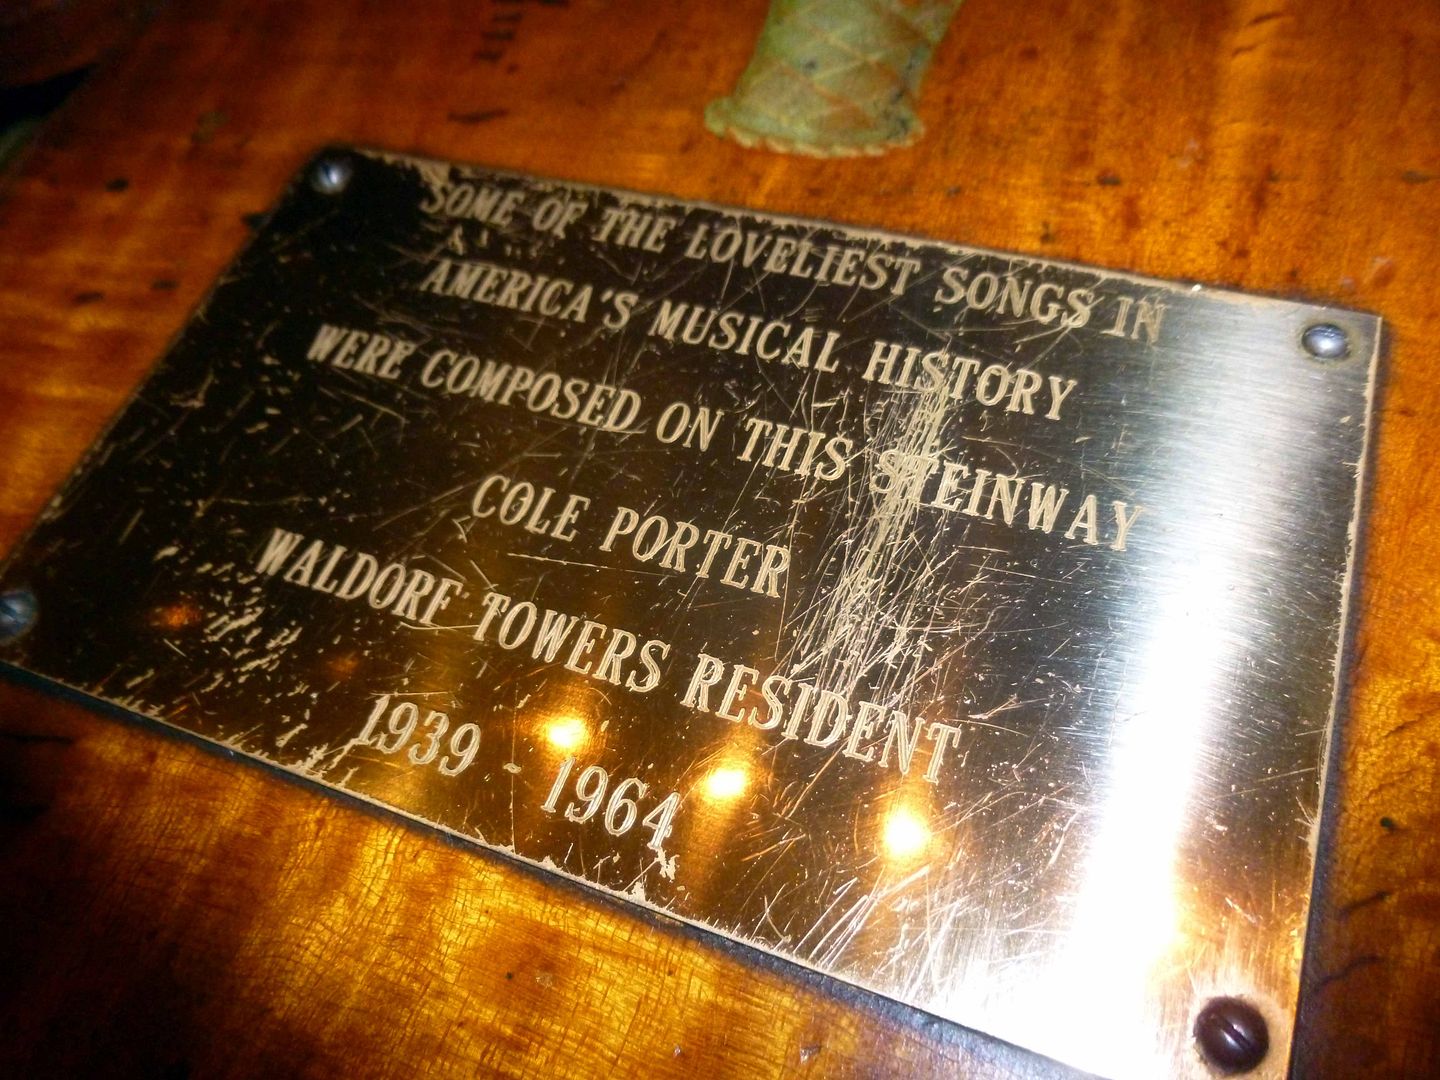 SOME OF THE LOVELIEST SONGS IN
AMERICA'S MUSICAL HISTORY
WERE COMPOSED ON THIS STEINWAY
COLE PORTER
WALDORF TOWERS RESIDENT
1939 - 1964